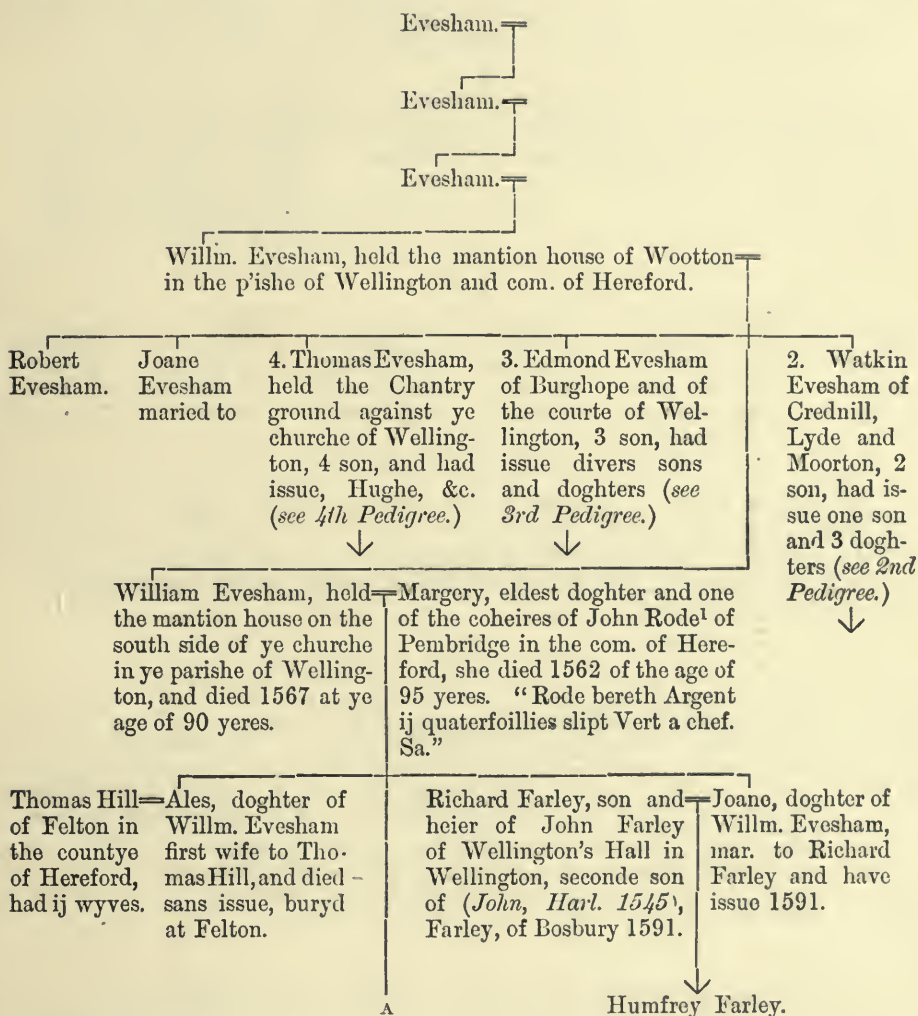 Evesham.
Evesham.
Evesham.
Willm. Evesham, held the mantion house of Wootton
in the p'ishe of Wellington and com. of Hereford.
Robert
Evesham.
Joane
Evesham
maried to
4. Thomas Evesham,
held the Chantry
ground against ye
churche of Welling-
ton, 4 son, and had
issue, Hughe, &c.
(see 4th Pedigree.)
3. Edmond Evesham
of Burghope and of
the courte of Wel-
lington, 3 son, had
issue divers sons
and doghters (see
3rd Pedigree.)
2. Watkin
Evesham of
Crednill,
Lyde and
Moorton, 2
son, had is-
sue one son
and 3 dogh-
ters (see 2nd
Pedigree.)
William Evesham, held
the mantion house on the
south side of ye churche
in ye parishe of Welling-
ton, and died 1567 at ye
age of 90 yeres.
Margery, eldest doghter and one
of the coheires of John Rode¹ of
Pembridge in the com. of Here-
ford, she died 1562 of the age of
95 yeres. “Rode bereth Argent
ij quaterfoillies slipt Vert a chef.
Sa.”
Thomas Hill
of Felton in
the countye
of Hereford,
had ij wyves.
Ales, doghter of
Willm. Evesham
first wife to Tho-
mas Hill, and died
sans issue, buryd
at Felton.
Richard Farley, son and
heier of John Farley
of Wellington's Hall in
Wellington, seconde son
of (John, Harl. 1545),
Farley, of Bosbury 1591.
Joane, doghter of
Willm. Evesham,
mar. to Richard
Farley and have
issue 1591.
A
Humfrey Farley.